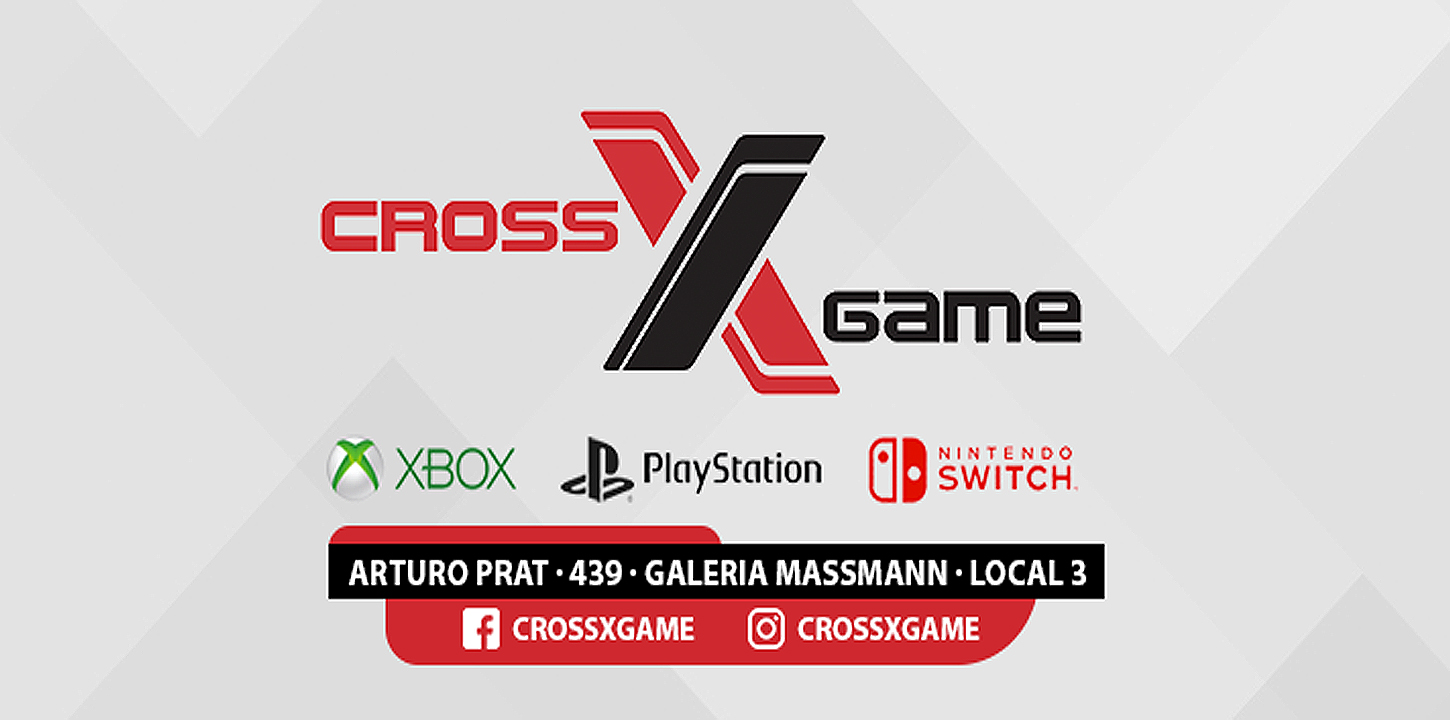 CROSS X GAME
XBOX PlayStation NINTENDO SWITCH
ARTURO PRAT · 439 · GALERIA MASSMANN · LOCAL 3
CROSSXGAME CROSSXGAME